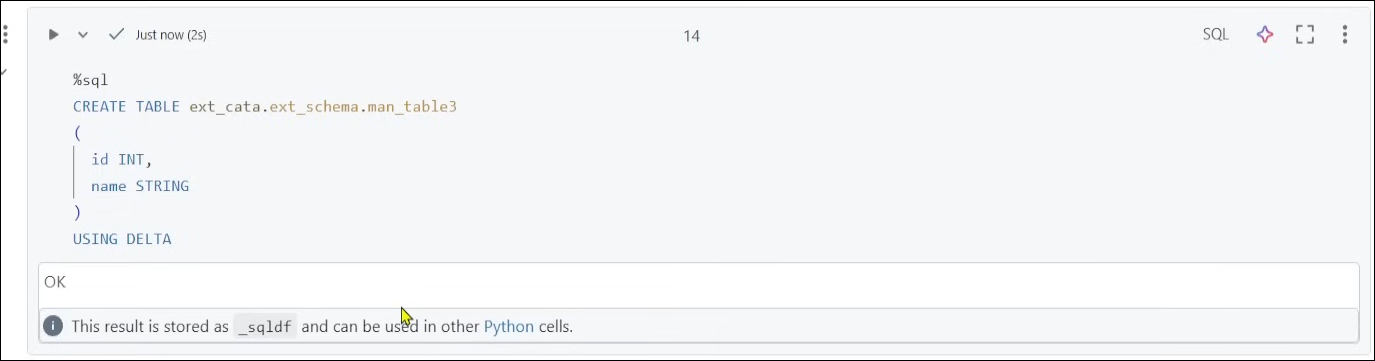 Just now (2s)
14
SQL
%sql
CREATE TABLE ext_cata.ext_schema.man_table3
(
id INT,
name STRING
)
USING DELTA
OK
This result is stored as _sqldf and can be used in other Python cells.